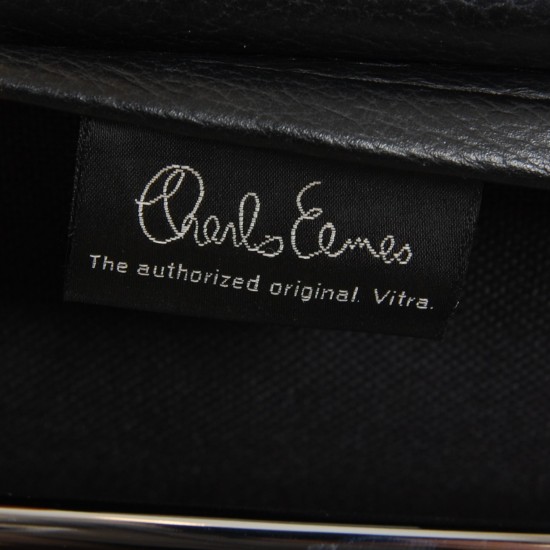 Charles Eames
The authorized original. Vitra.